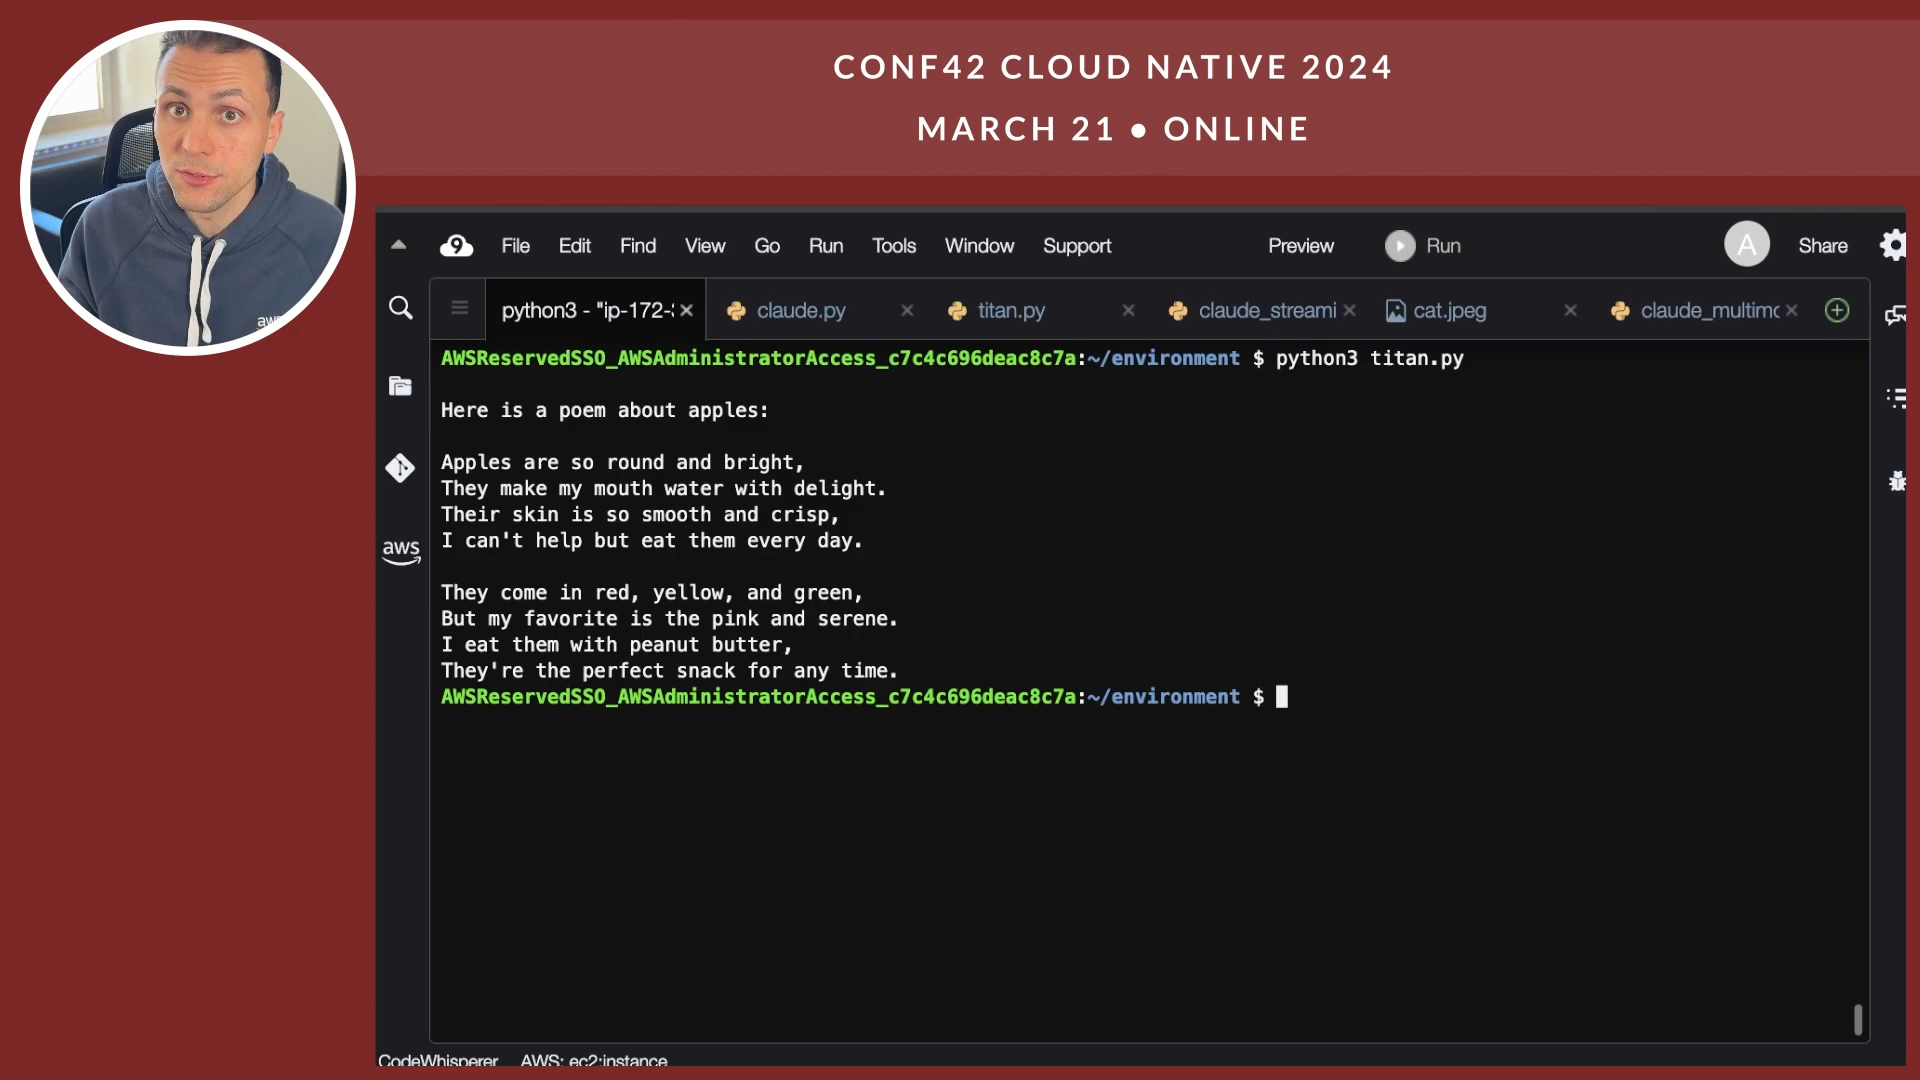 CONF42 CLOUD NATIVE 2024
MARCH 21 • ONLINE
aws
9 File Edit Find View Go Run Tools Window Support Preview Run A Share
python3 - "ip-172- claude.py titan.py claude_streami cat.jpeg claude_multimo
AWSReservedSSO_AWSAdministratorAccess_c7c4c696deac8c7a:~/environment $ python3 titan.py
Here is a poem about apples:
Apples are so round and bright,
They make my mouth water with delight.
Their skin is so smooth and crisp,
I can't help but eat them every day.
aws
They come in red, yellow, and green,
But my favorite is the pink and serene.
I eat them with peanut butter,
They're the perfect snack for any time.
AWSReservedSSO_AWSAdministratorAccess_c7c4c696deac8c7a:~/environment $
CodeWhisperer AWS: ec2:instance